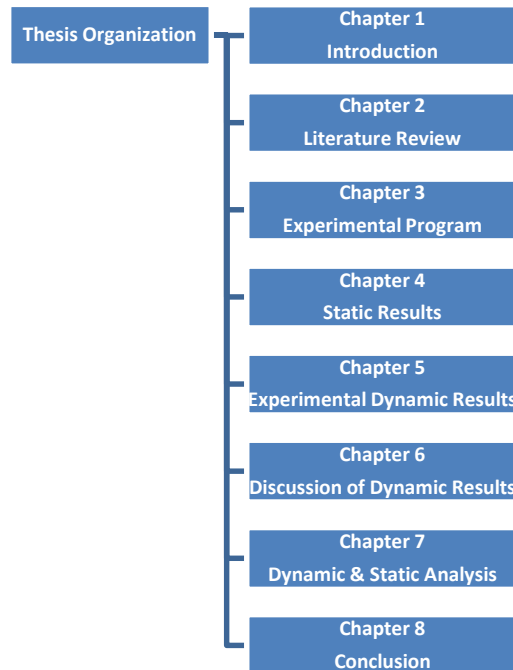 Thesis Organization
Chapter 1
Introduction
Chapter 2
Literature Review
Chapter 3
Experimental Program
Chapter 4
Static Results
Chapter 5
Experimental Dynamic Results
Chapter 6
Discussion of Dynamic Results
Chapter 7
Dynamic & Static Analysis
Chapter 8
Conclusion